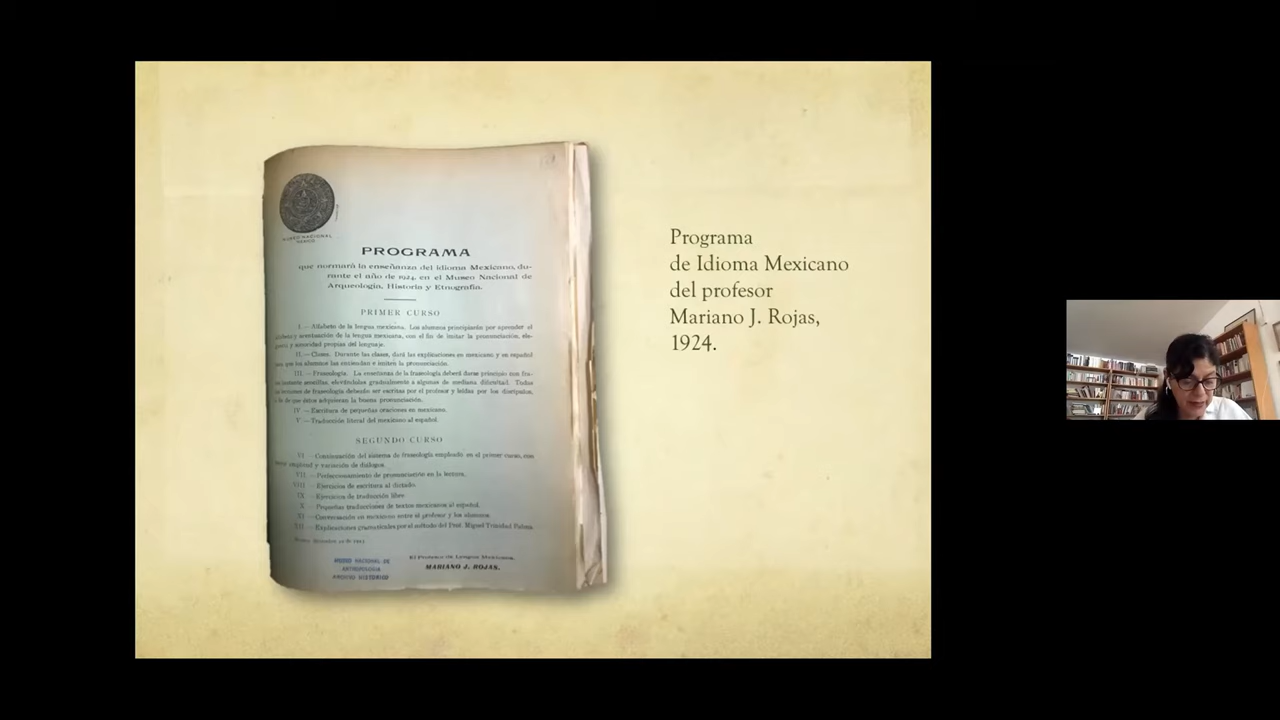 MUSEO NACIONAL
MEXICO
PROGRAMA
que normará la enseñanza del idioma Mexicano, du-
rante el año de 1924, en el Museo Nacional de
Arqueología, Historia y Etnografía.
PRIMER CURSO
I.—Alfabeto de la lengua mexicana. Los alumnos principiarán por aprender el
alfabeto y acentuación de la lengua mexicana, con el fin de imitar la pronunciación, ele-
y sonoridad propias del lenguaje.
II.—Clases. Durante las clases, dará las explicaciones en mexicano y en español
para que los alumnos las entiendan e imiten la pronunciación.
III.—Fraseología. La enseñanza de la fraseología deberá darse principio con fra-
ses sencillas, elevándolas gradualmente a algunas de mediana dificultad. Todas
las lecciones de fraseología deberán ser escritas por el profesor y leídas por los discípulos,
a fin de que éstos adquieran la buena pronunciación.
IV.—Escritura de pequeñas oraciones en mexicano.
V.—Traducción literal del mexicano al español.
SEGUNDO CURSO
VI.—Continuación del sistema de fraseología empleado en el primer curso, con
amplitud y variación de diálogos.
VII.—Perfeccionamiento de pronunciación en la lectura.
VIII.—Ejercicios de escritura al dictado.
IX.—Ejercicios de traducción libre.
X.—Pequeñas traducciones de textos mexicanos al español.
XI.—Conversación en mexicano entre el profesor y los alumnos.
XII.—Explicaciones gramaticales por el método del Prof. Miguel Trinidad Palma.
El Profesor de Lengua Mexicana,
MARIANO J. ROJAS.
MUSEO NACIONAL DE
ANTROPOLOGIA
ARCHIVO HISTORICO
Programa
de Idioma Mexicano
del profesor
Mariano J. Rojas,
1924.